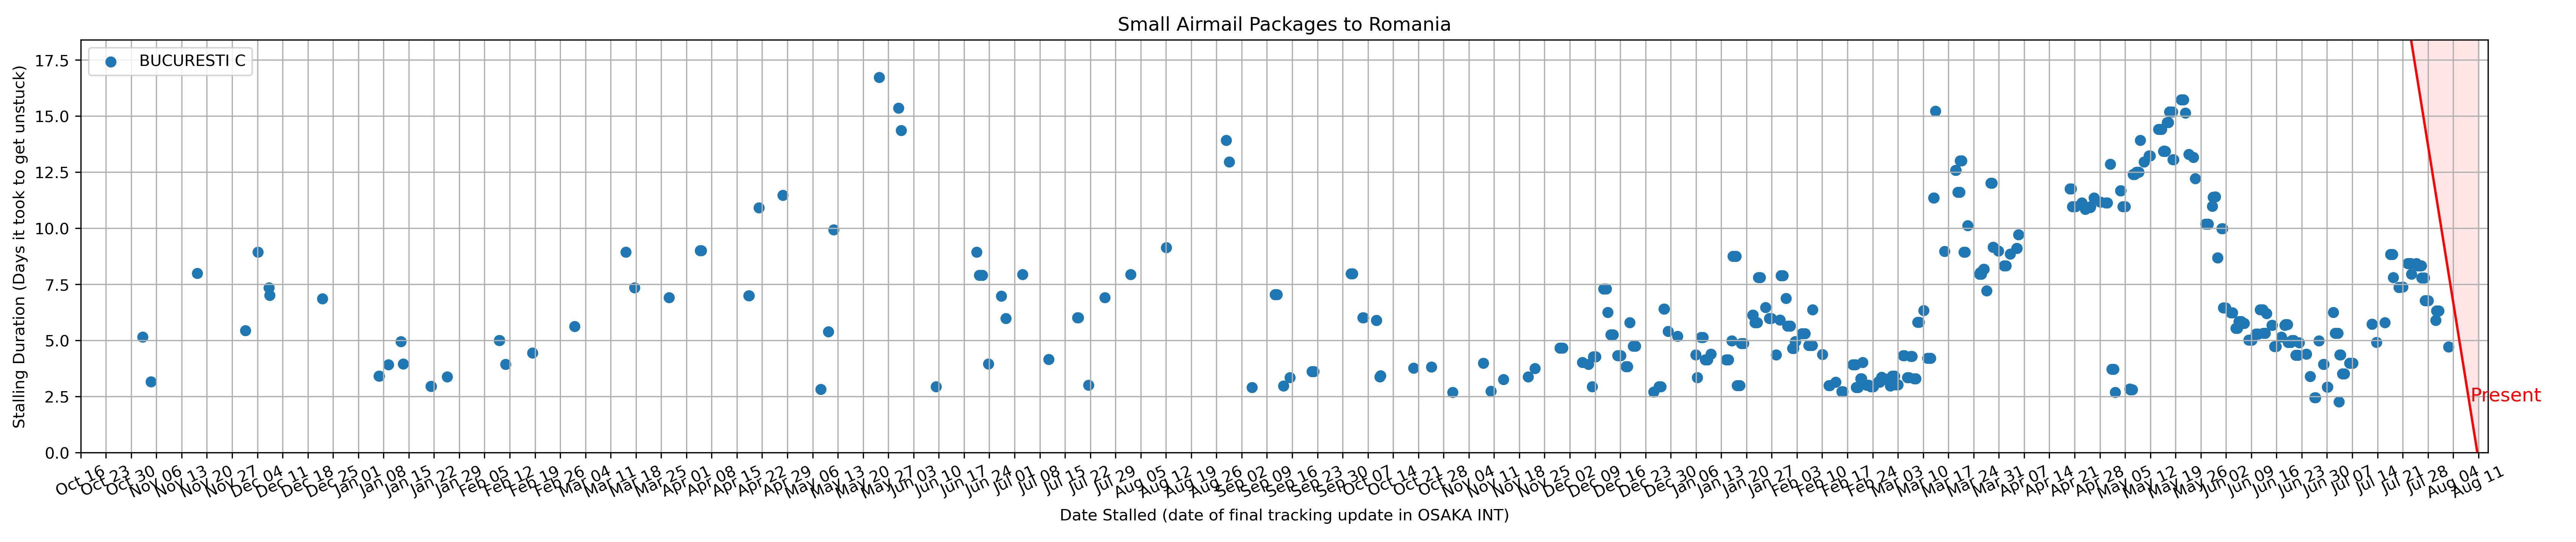 Small Airmail Packages to Romania
BUCURESTI C
Stalling Duration (Days it took to get unstuck)
17.5
15.0
12.5
10.0
7.5
5.0
2.5
0.0
Present
Oct 16 Oct 23 Oct 30 Nov 06 Nov 13 Nov 20 Nov 27 Dec 04 Dec 11 Dec 18 Dec 25 Jan 01 Jan 08 Jan 15 Jan 22 Jan 29 Feb 05 Feb 12 Feb 19 Feb 26 Mar 04 Mar 11 Mar 18 Mar 25 Apr 01 Apr 08 Apr 15 Apr 22 Apr 29 May 06 May 13 May 20 May 27 Jun 03 Jun 10 Jun 17 Jun 24 Jul 01 Jul 08 Jul 15 Jul 22 Jul 29 Aug 05 Aug 12 Aug 19 Aug 26 Sep 02 Sep 09 Sep 16 Sep 23 Sep 30 Oct 07 Oct 14 Oct 21 Oct 28 Nov 04 Nov 11 Nov 18 Nov 25 Dec 02 Dec 09 Dec 16 Dec 23 Dec 30 Jan 06 Jan 13 Jan 20 Jan 27 Feb 03 Feb 10 Feb 17 Feb 24 Mar 03 Mar 10 Mar 17 Mar 24 Mar 31 Apr 07 Apr 14 Apr 21 Apr 28 May 05 May 12 May 19 May 26 Jun 02 Jun 09 Jun 16 Jun 23 Jun 30 Jul 07 Jul 14 Jul 21 Jul 28 Aug 04 Aug 11
Date Stalled (date of final tracking update in OSAKA INT)